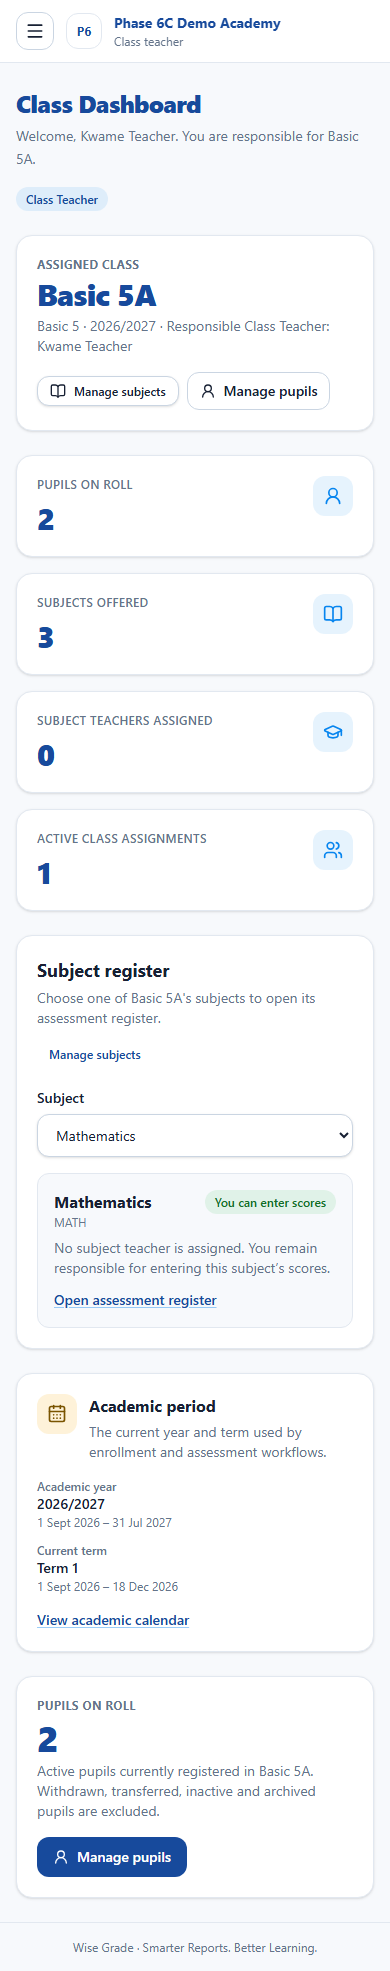 P6
Phase 6C Demo Academy
Class teacher
Class Dashboard
Welcome, Kwame Teacher. You are responsible for Basic
5A.
Class Teacher
ASSIGNED CLASS
Basic 5A
Basic 5 · 2026/2027 · Responsible Class Teacher:
Kwame Teacher
Manage subjects
Manage pupils
PUPILS ON ROLL
2
SUBJECTS OFFERED
3
SUBJECT TEACHERS ASSIGNED
0
ACTIVE CLASS ASSIGNMENTS
1
Subject register
Choose one of Basic 5A's subjects to open its
assessment register.
Manage subjects
Subject
Mathematics
Mathematics
You can enter scores
MATH
No subject teacher is assigned. You remain
responsible for entering this subject's scores.
Open assessment register
Academic period
The current year and term used by
enrollment and assessment workflows.
Academic year
2026/2027
1 Sept 2026 – 31 Jul 2027
Current term
Term 1
1 Sept 2026 – 18 Dec 2026
View academic calendar
PUPILS ON ROLL
2
Active pupils currently registered in Basic 5A.
Withdrawn, transferred, inactive and archived
pupils are excluded.
Manage pupils
Wise Grade · Smarter Reports. Better Learning.